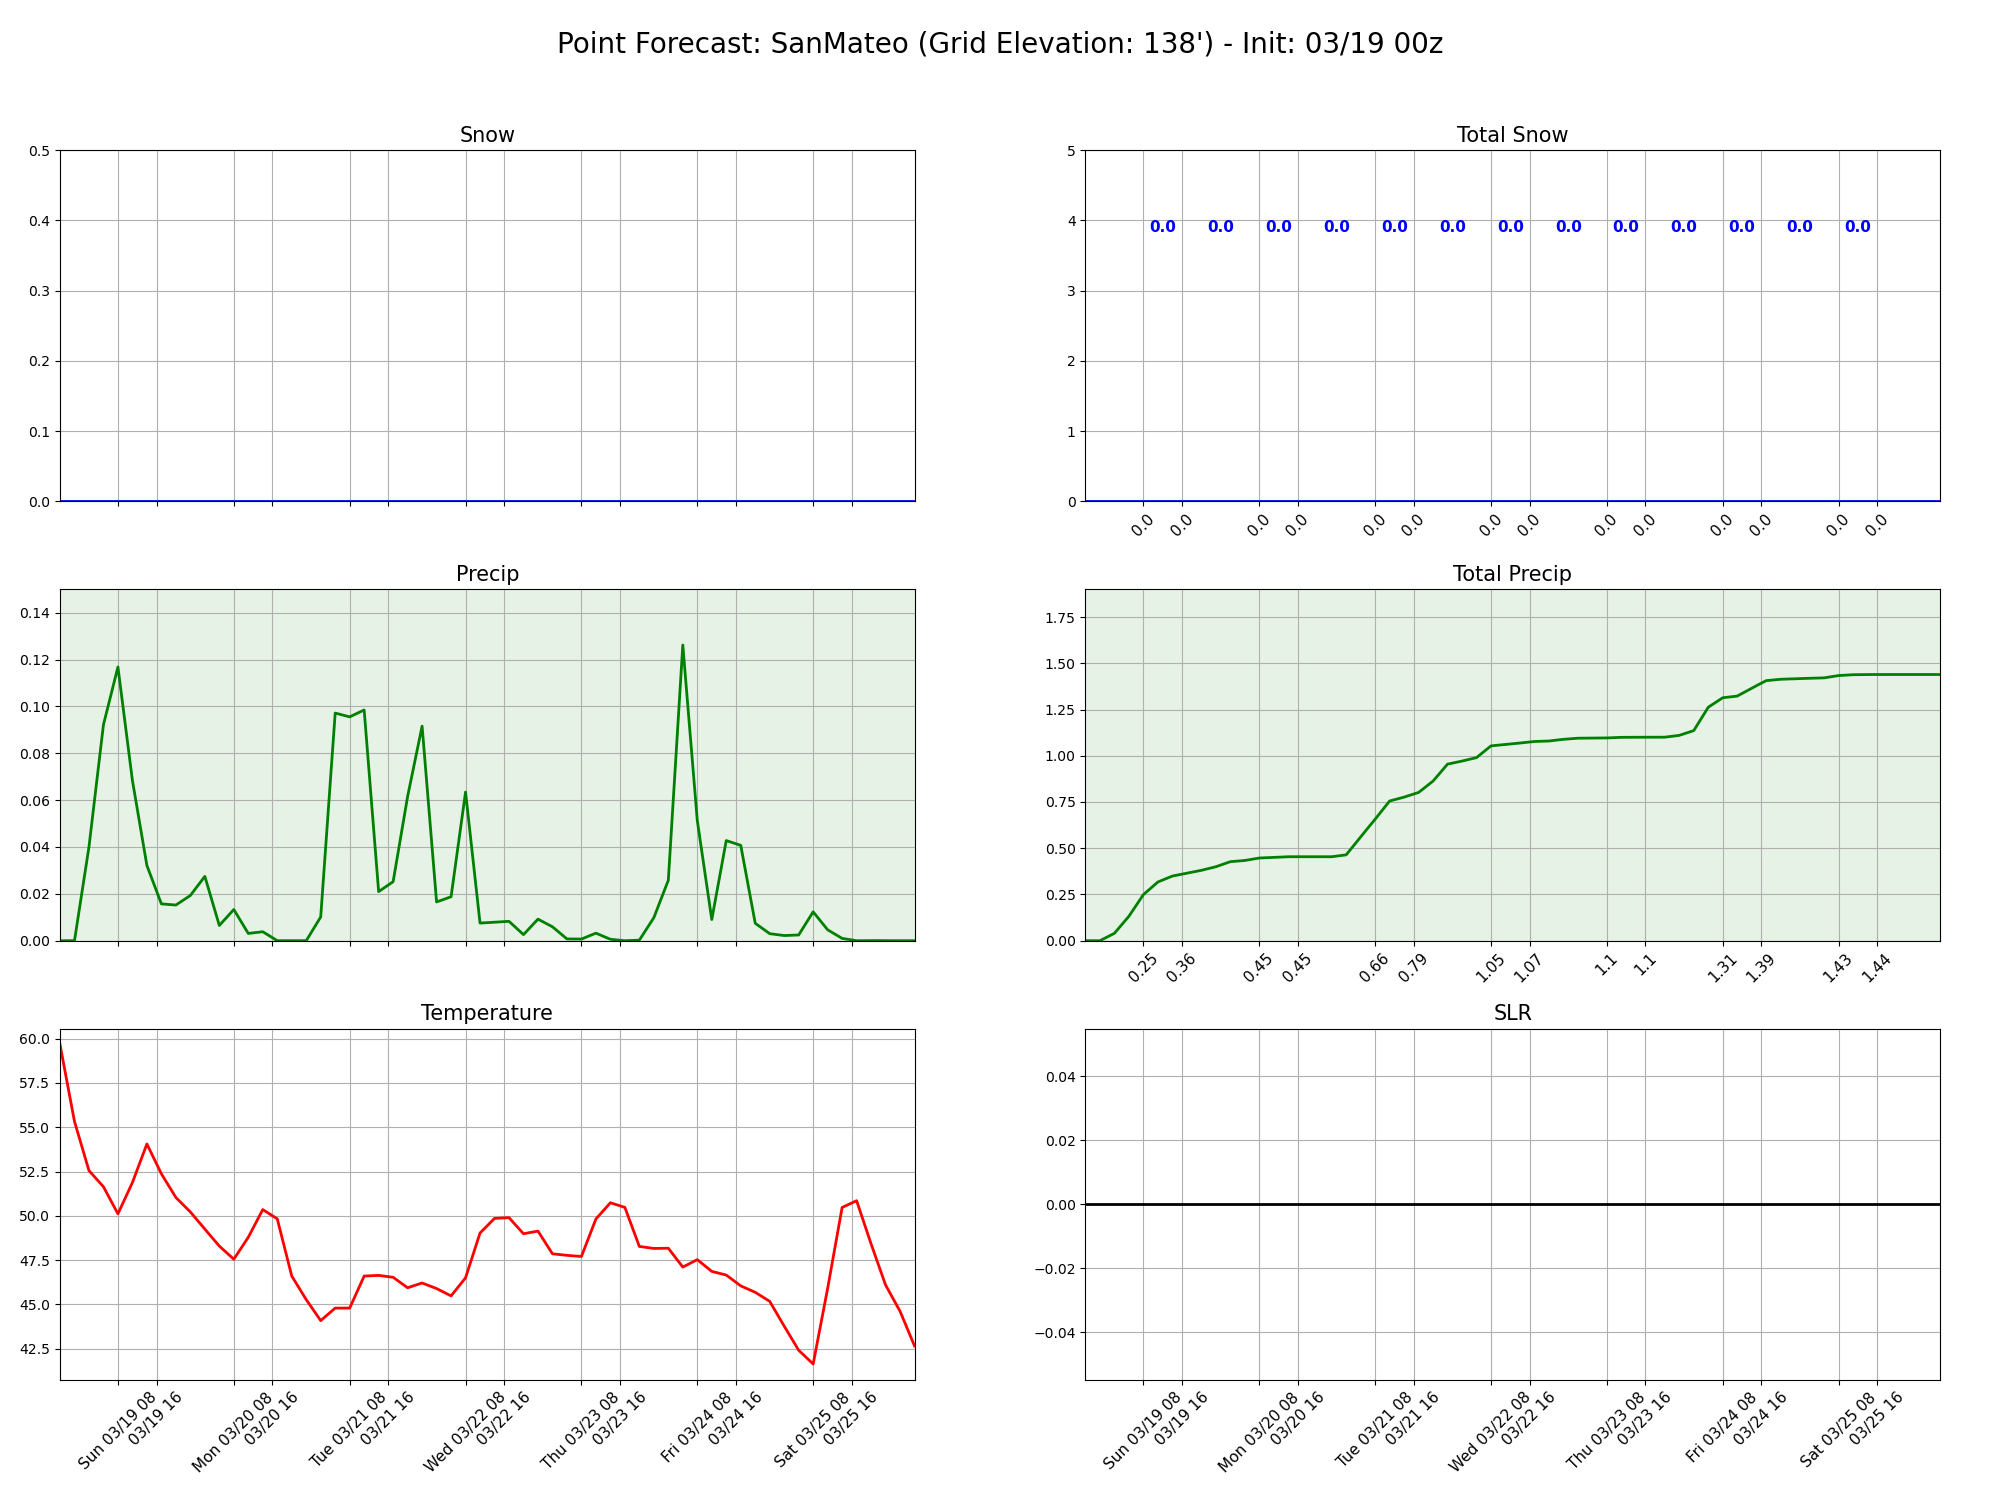 Point Forecast: SanMateo (Grid Elevation: 138') - Init: 03/19 00z
Snow
0.5
0.4
0.3
0.2
0.1
0.0
Total Snow
5
4
3
2
1
0
0.0 0.0 0.0 0.0 0.0 0.0 0.0 0.0 0.0 0.0 0.0 0.0 0.0
0.0 0.0 0.0 0.0 0.0 0.0 0.0 0.0 0.0 0.0 0.0 0.0 0.0 0.0
Precip
0.14
0.12
0.10
0.08
0.06
0.04
0.02
0.00
Total Precip
1.75
1.50
1.25
1.00
0.75
0.50
0.25
0.00
0.25 0.36 0.45 0.45 0.66 0.79 1.05 1.07 1.1 1.1 1.31 1.39 1.43 1.44
Temperature
60.0
57.5
55.0
52.5
50.0
47.5
45.0
42.5
Sun 03/19 08
03/19 16
Mon 03/20 08
03/20 16
Tue 03/21 08
03/21 16
Wed 03/22 08
03/22 16
Thu 03/23 08
03/23 16
Fri 03/24 08
03/24 16
Sat 03/25 08
03/25 16
SLR
0.04
0.02
0.00
−0.02
−0.04
Sun 03/19 08
03/19 16
Mon 03/20 08
03/20 16
Tue 03/21 08
03/21 16
Wed 03/22 08
03/22 16
Thu 03/23 08
03/23 16
Fri 03/24 08
03/24 16
Sat 03/25 08
03/25 16